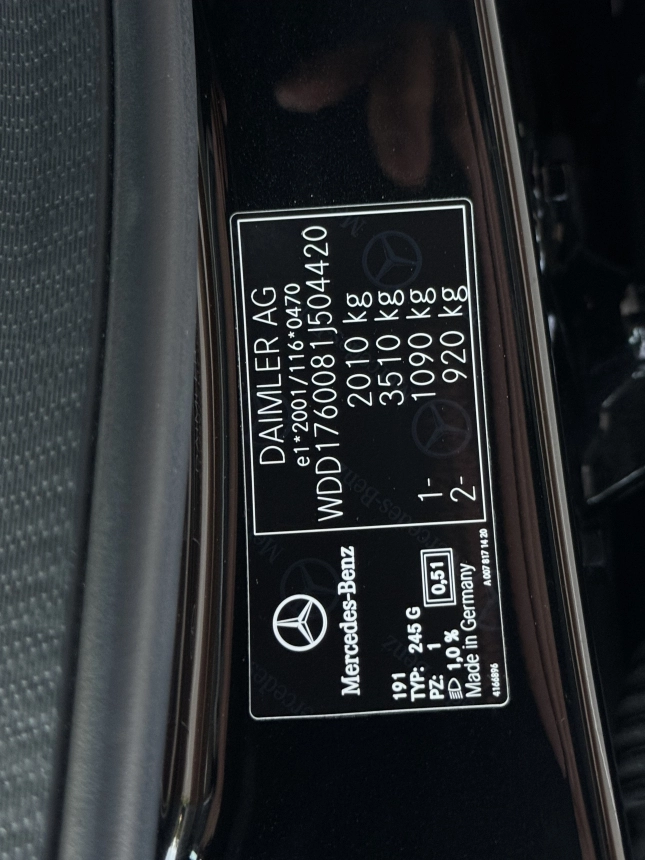 DAIMLER AG
e1*2001/116*0470
WDD1760081J504420
2010 kg
3510 kg
1- 1090 kg
2- 920 kg
Mercedes-Benz
191
TYP: 245 G
PZ: 1
1,0 %
0,51
Made in Germany
4166896
A 007 817 14 20